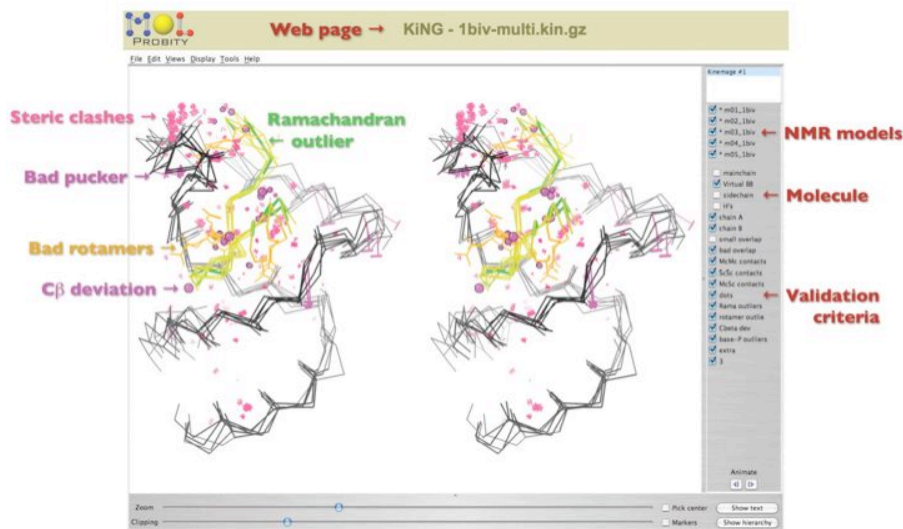 MOL
PROBITY
Web page → KiNG - 1biv-multi.kin.gz
File Edit Views Display Tools Help
Kinemage #1
Steric clashes →
Ramachandran
← outlier
Bad pucker →
Bad rotamers →
Cβ deviation →
* m01_1biv
* m02_1biv
* m03_1biv
* m04_1biv
* m05_1biv
← NMR models
mainchain
Virtual BB
sidechain
H's
← Molecule
chain A
chain B
small overlap
bad overlap
McMc contacts
ScSc contacts
McSc contacts
dots
Rama outliers
rotamer outlie
Cbeta dev
base-P outliers
extra
3
← Validation
criteria
Animate
Zoom
Pick center
Show text
Clipping
Markers
Show hierarchy